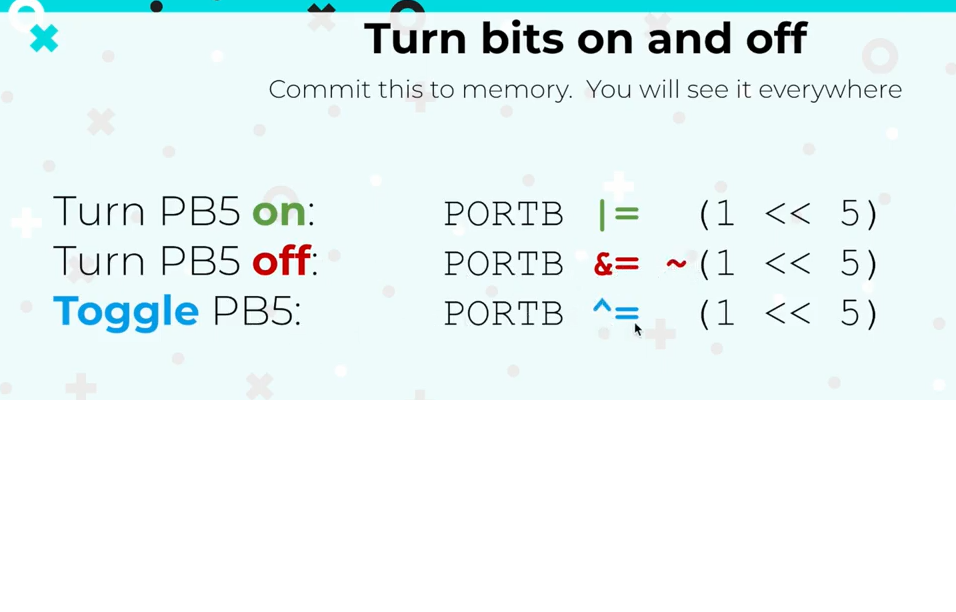 Turn bits on and off
Commit this to memory. You will see it everywhere
Turn PB5 on: PORTB |= (1 << 5)
Turn PB5 off: PORTB &= ~(1 << 5)
Toggle PB5: PORTB ^= (1 << 5)